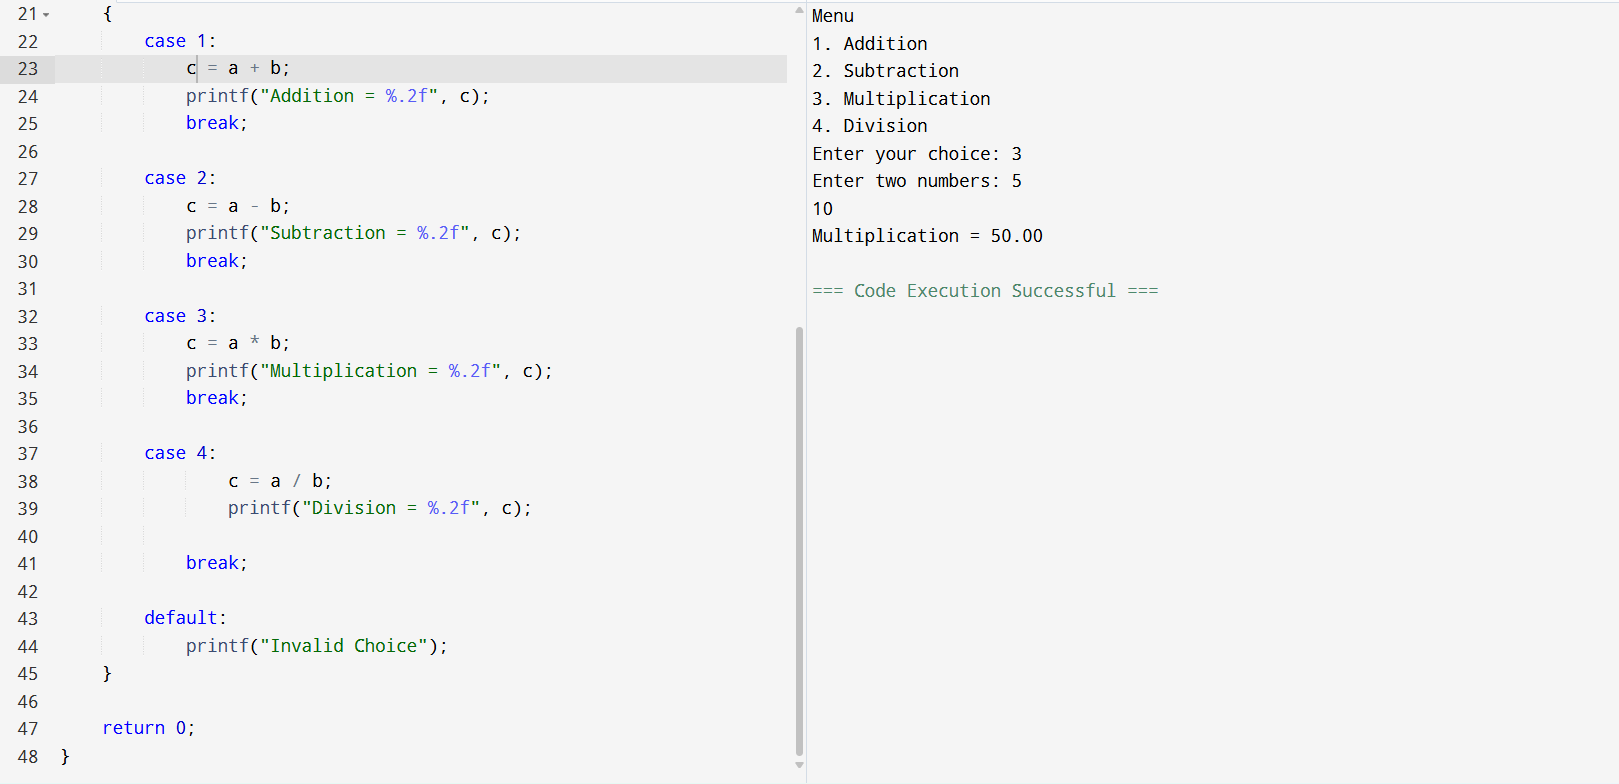 21 {
22 case 1:
23 c = a + b;
24 printf("Addition = %.2f", c);
25 break;
26
27 case 2:
28 c = a - b;
29 printf("Subtraction = %.2f", c);
30 break;
31
32 case 3:
33 c = a * b;
34 printf("Multiplication = %.2f", c);
35 break;
36
37 case 4:
38 c = a / b;
39 printf("Division = %.2f", c);
40
41 break;
42
43 default:
44 printf("Invalid Choice");
45 }
46
47 return 0;
48 }
Menu
1. Addition
2. Subtraction
3. Multiplication
4. Division
Enter your choice: 3
Enter two numbers: 5
10
Multiplication = 50.00
=== Code Execution Successful ===